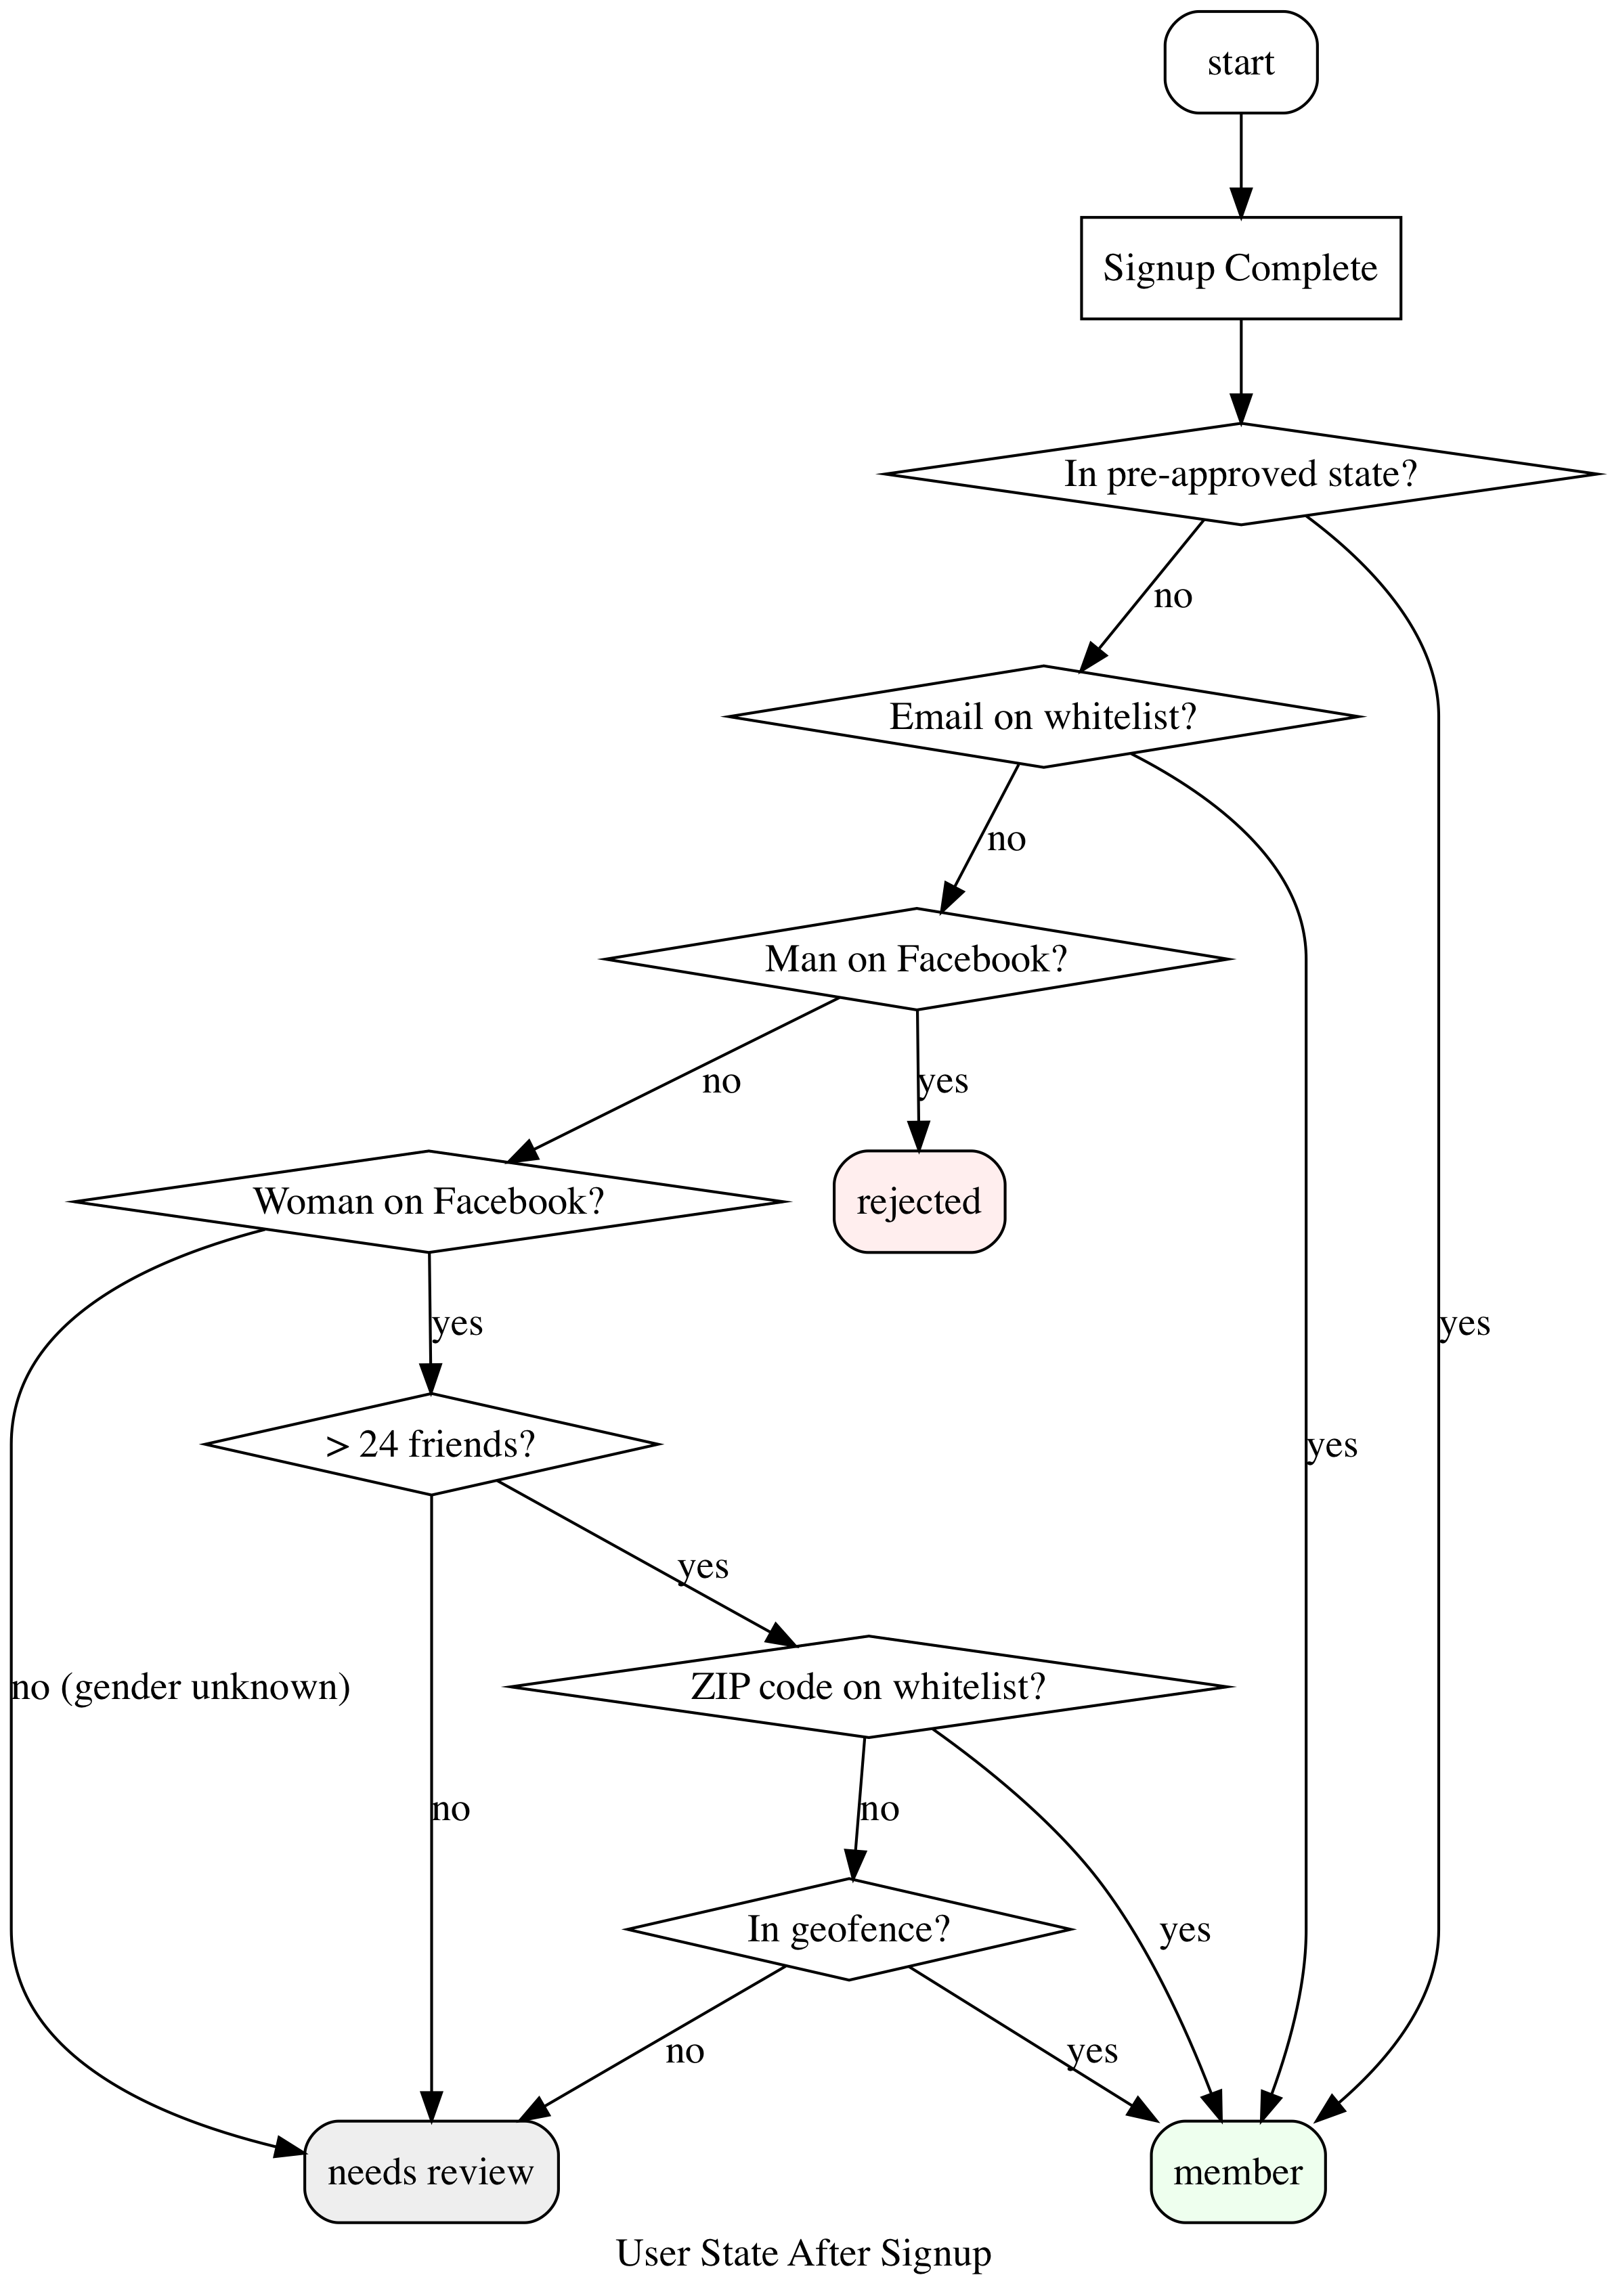 start
Signup Complete
In pre-approved state?
no
Email on whitelist?
no
Man on Facebook?
no
yes
Woman on Facebook?
rejected
yes
yes
> 24 friends?
yes
yes
ZIP code on whitelist?
no (gender unknown)
no
no
In geofence?
yes
no
yes
needs review
member
User State After Signup